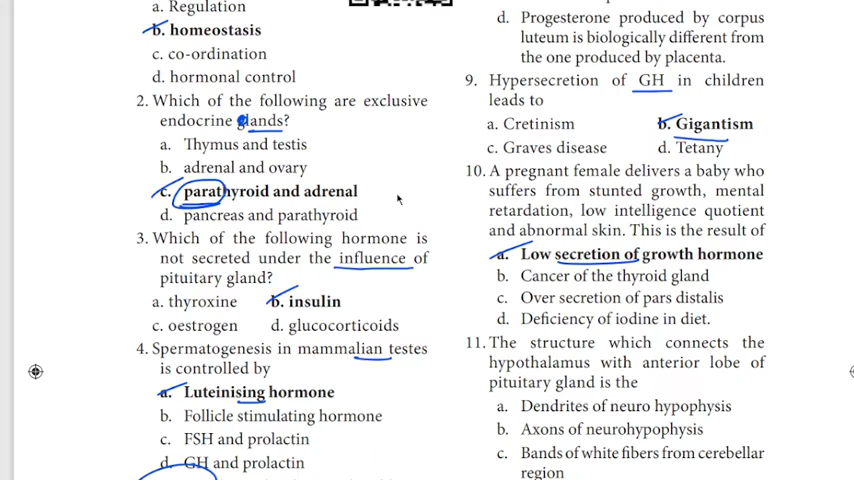 a. Regulation
b. homeostasis
c. co-ordination
d. hormonal control
2. Which of the following are exclusive
endocrine glands?
a. Thymus and testis
b. adrenal and ovary
c. parathyroid and adrenal
d. pancreas and parathyroid
3. Which of the following hormone is
not secreted under the influence of
pituitary gland?
a. thyroxine b. insulin
c. oestrogen d. glucocorticoids
4. Spermatogenesis in mammalian testes
is controlled by
a. Luteinising hormone
b. Follicle stimulating hormone
c. FSH and prolactin
d. GH and prolactin
d. Progesterone produced by corpus
luteum is biologically different from
the one produced by placenta.
9. Hypersecretion of GH in children
leads to
a. Cretinism b. Gigantism
c. Graves disease d. Tetany
10. A pregnant female delivers a baby who
suffers from stunted growth, mental
retardation, low intelligence quotient
and abnormal skin. This is the result of
a. Low secretion of growth hormone
b. Cancer of the thyroid gland
c. Over secretion of pars distalis
d. Deficiency of iodine in diet.
11. The structure which connects the
hypothalamus with anterior lobe of
pituitary gland is the
a. Dendrites of neuro hypophysis
b. Axons of neurohypophysis
c. Bands of white fibers from cerebellar
region